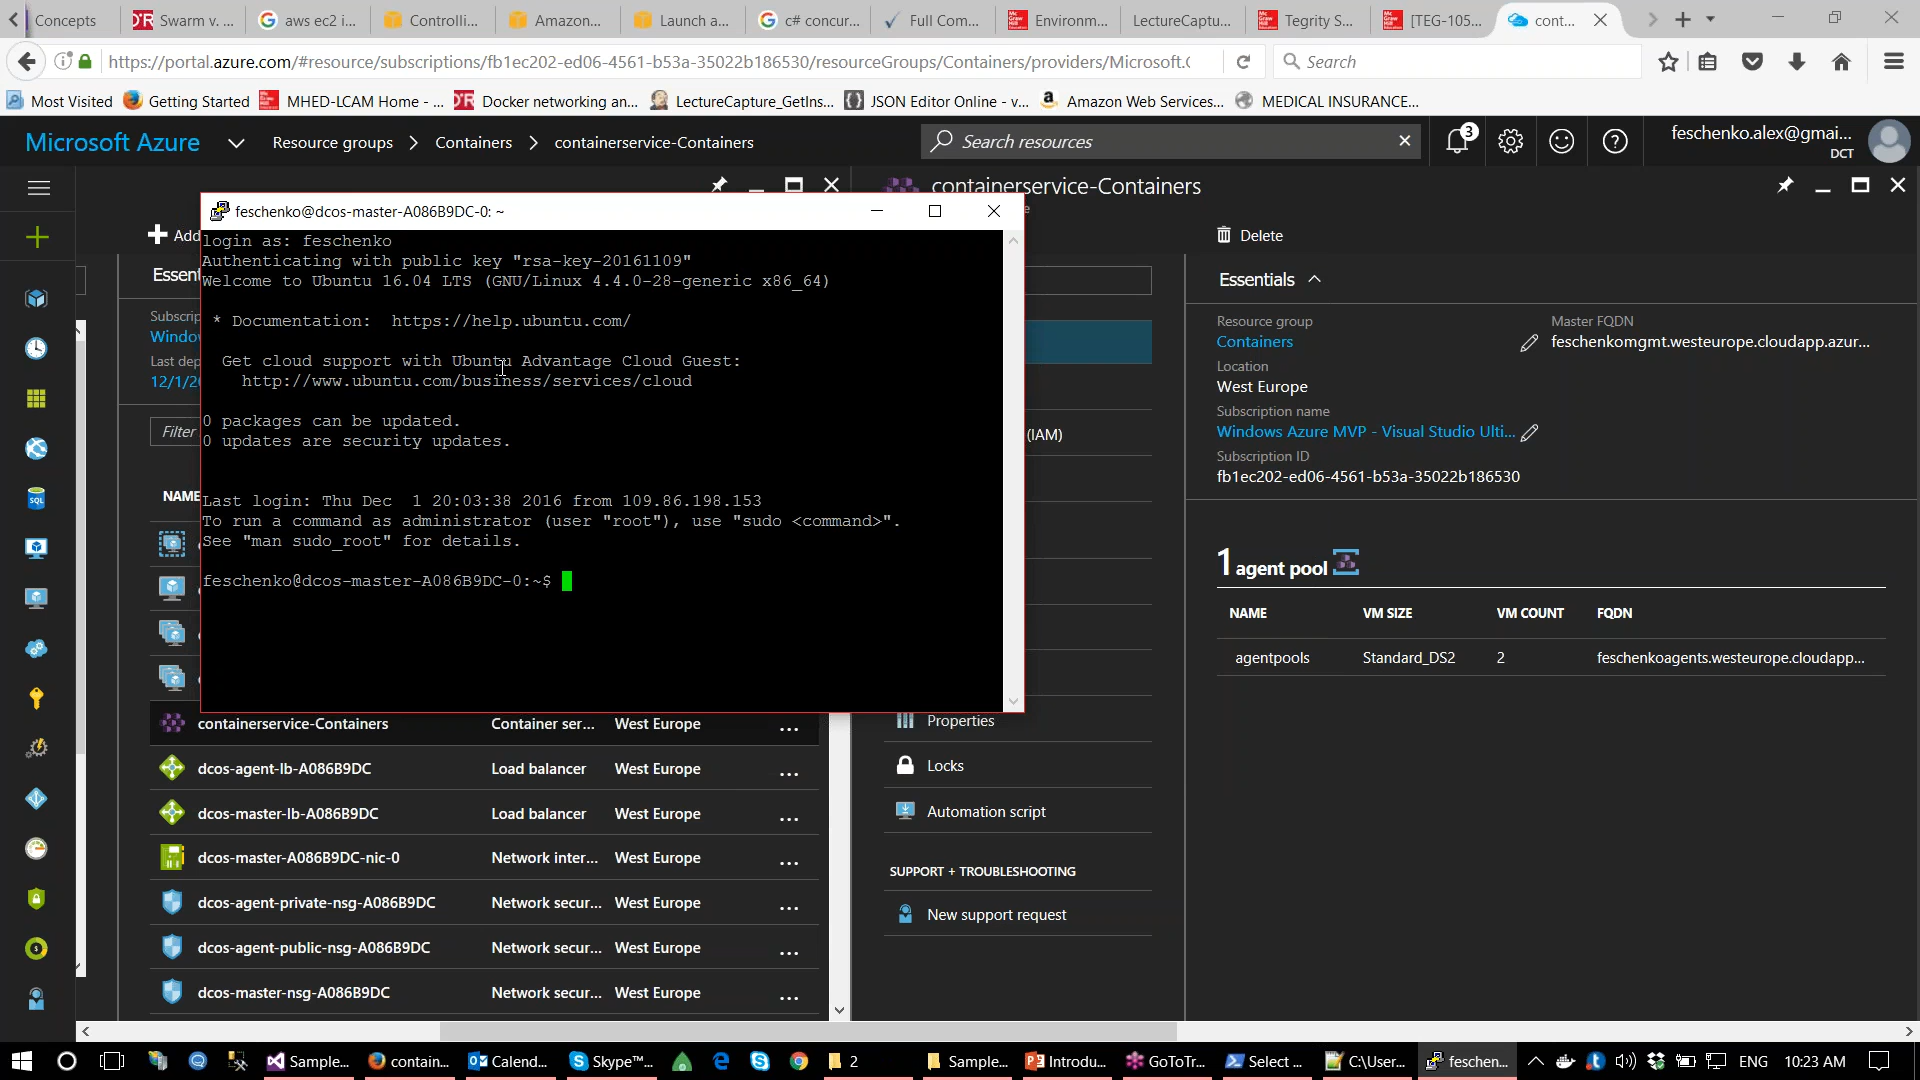 Concepts
Swarm v. ...
aws ec2 i...
Controlli...
Amazon...
Launch a...
c# concur...
Full Com...
Environm...
LectureCaptu...
Tegrity S...
[TEG-105...
cont...
https://portal.azure.com/#resource/subscriptions/fb1ec202-ed06-4561-b53a-35022b186530/resourceGroups/Containers/providers/Microsoft.C
Search
Most Visited
Getting Started
MHED-LCAM Home - ...
Docker networking an...
LectureCapture_GetIns...
JSON Editor Online - v...
Amazon Web Services...
MEDICAL INSURANCE...
Microsoft Azure
Resource groups
Containers
containerservice-Containers
Search resources
3
feschenko.alex@gmai...
DCT
containerservice-Containers
Add
Essent
Subscrip
Windo
Last dep
12/1/20
Filter
NAME
feschenko@dcos-master-A086B9DC-0: ~
login as: feschenko
Authenticating with public key "rsa-key-20161109"
Welcome to Ubuntu 16.04 LTS (GNU/Linux 4.4.0-28-generic x86_64)
* Documentation: https://help.ubuntu.com/
Get cloud support with Ubuntu Advantage Cloud Guest:
http://www.ubuntu.com/business/services/cloud
0 packages can be updated.
0 updates are security updates.
Last login: Thu Dec 1 20:03:38 2016 from 109.86.198.153
To run a command as administrator (user "root"), use "sudo <command>".
See "man sudo_root" for details.
feschenko@dcos-master-A086B9DC-0:~$
(IAM)
Properties
Locks
Automation script
SUPPORT + TROUBLESHOOTING
New support request
containerservice-Containers Container ser... West Europe ...
dcos-agent-lb-A086B9DC Load balancer West Europe ...
dcos-master-lb-A086B9DC Load balancer West Europe ...
dcos-master-A086B9DC-nic-0 Network inter... West Europe ...
dcos-agent-private-nsg-A086B9DC Network secur... West Europe ...
dcos-agent-public-nsg-A086B9DC Network secur... West Europe ...
dcos-master-nsg-A086B9DC Network secur... West Europe ...
Delete
Essentials
Resource group
Containers
Location
West Europe
Subscription name
Windows Azure MVP - Visual Studio Ulti...
Subscription ID
fb1ec202-ed06-4561-b53a-35022b186530
Master FQDN
feschenkomgmt.westeurope.cloudapp.azur...
1 agent pool
NAME VM SIZE VM COUNT FQDN
agentpools Standard_DS2 2 feschenkoagents.westeurope.cloudapp...
Sample...
contain...
Calend...
Skype™...
2
Sample...
Introdu...
GoToTr...
Select ...
C:\User...
feschen...
ENG
10:23 AM